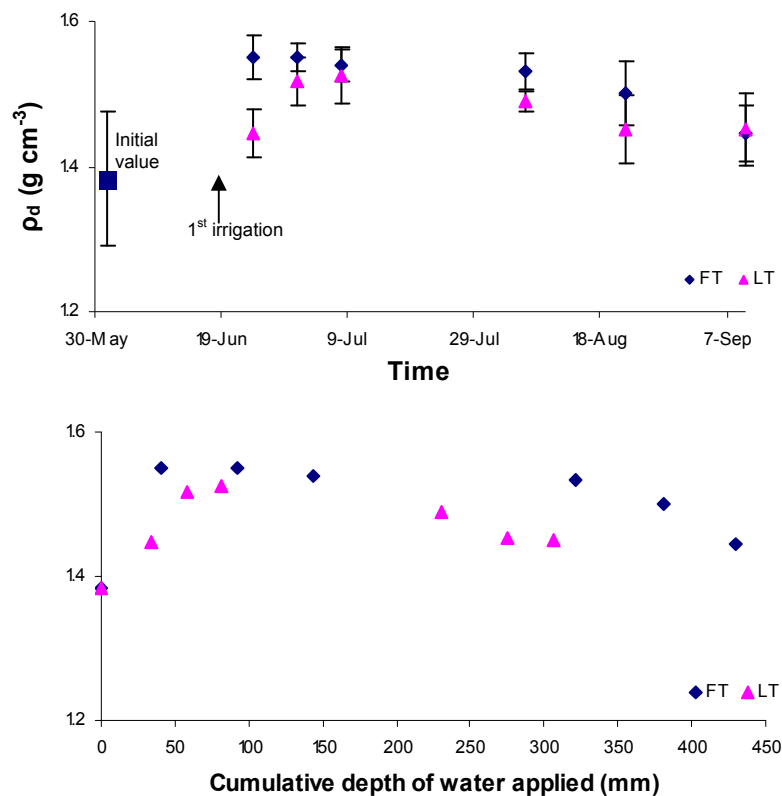 1.6
Initial
value
1.4
ρd (g cm-3)
1st irrigation
FT LT
1.2
30-May 19-Jun 9-Jul 29-Jul 18-Aug 7-Sep
Time
1.6
1.4
FT LT
1.2
0 50 100 150 200 250 300 350 400 450
Cumulative depth of water applied (mm)